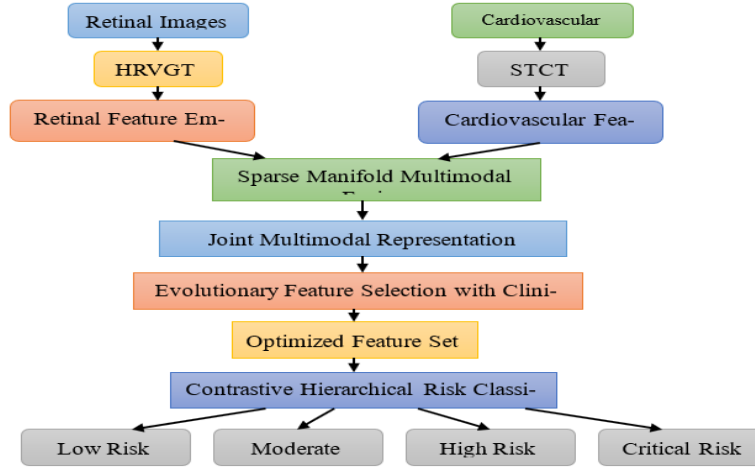 Retinal Images
Cardiovascular
HRVGT
STCT
Retinal Feature Em-
Cardiovascular Fea-
Sparse Manifold Multimodal
Joint Multimodal Representation
Evolutionary Feature Selection with Clini-
Optimized Feature Set
Contrastive Hierarchical Risk Classi-
Low Risk
Moderate
High Risk
Critical Risk